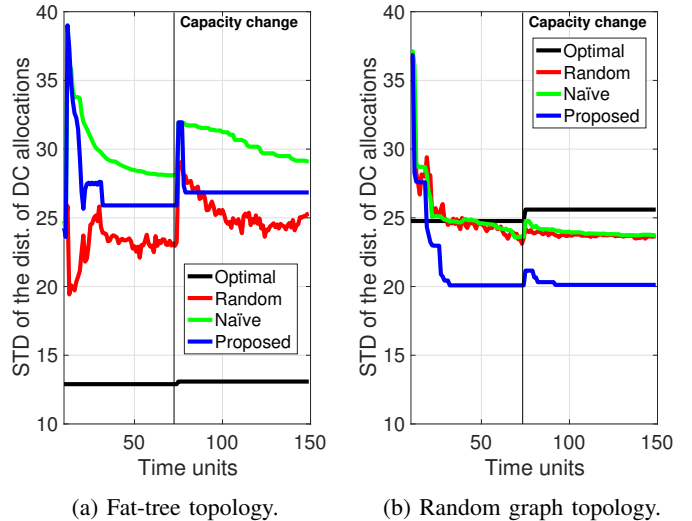 Capacity change
40
35
30
25
20
15
10
STD of the dist. of DC allocations
Optimal
Random
Naïve
Proposed
50
100
150
Time units
(a) Fat-tree topology.
Capacity change
40
35
30
25
20
15
10
STD of the dist. of DC allocations
Optimal
Random
Naïve
Proposed
50
100
150
Time units
(b) Random graph topology.